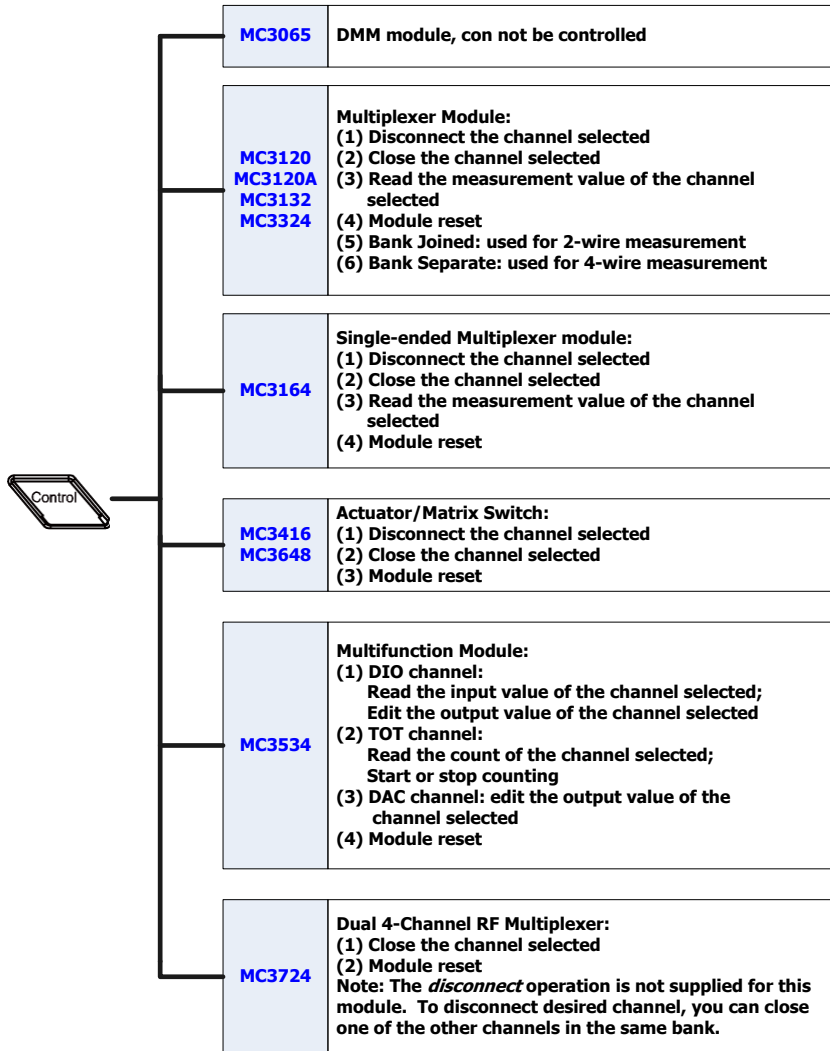 MC3065
DMM module, con not be controlled
MC3120
MC3120A
MC3132
MC3324
Multiplexer Module:
(1) Disconnect the channel selected
(2) Close the channel selected
(3) Read the measurement value of the channel
selected
(4) Module reset
(5) Bank Joined: used for 2-wire measurement
(6) Bank Separate: used for 4-wire measurement
MC3164
Single-ended Multiplexer module:
(1) Disconnect the channel selected
(2) Close the channel selected
(3) Read the measurement value of the channel
selected
(4) Module reset
Control
MC3416
MC3648
Actuator/Matrix Switch:
(1) Disconnect the channel selected
(2) Close the channel selected
(3) Module reset
MC3534
Multifunction Module:
(1) DIO channel:
Read the input value of the channel selected;
Edit the output value of the channel selected
(2) TOT channel:
Read the count of the channel selected;
Start or stop counting
(3) DAC channel: edit the output value of the
channel selected
(4) Module reset
MC3724
Dual 4-Channel RF Multiplexer:
(1) Close the channel selected
(2) Module reset
Note: The disconnect operation is not supplied for this
module. To disconnect desired channel, you can close
one of the other channels in the same bank.